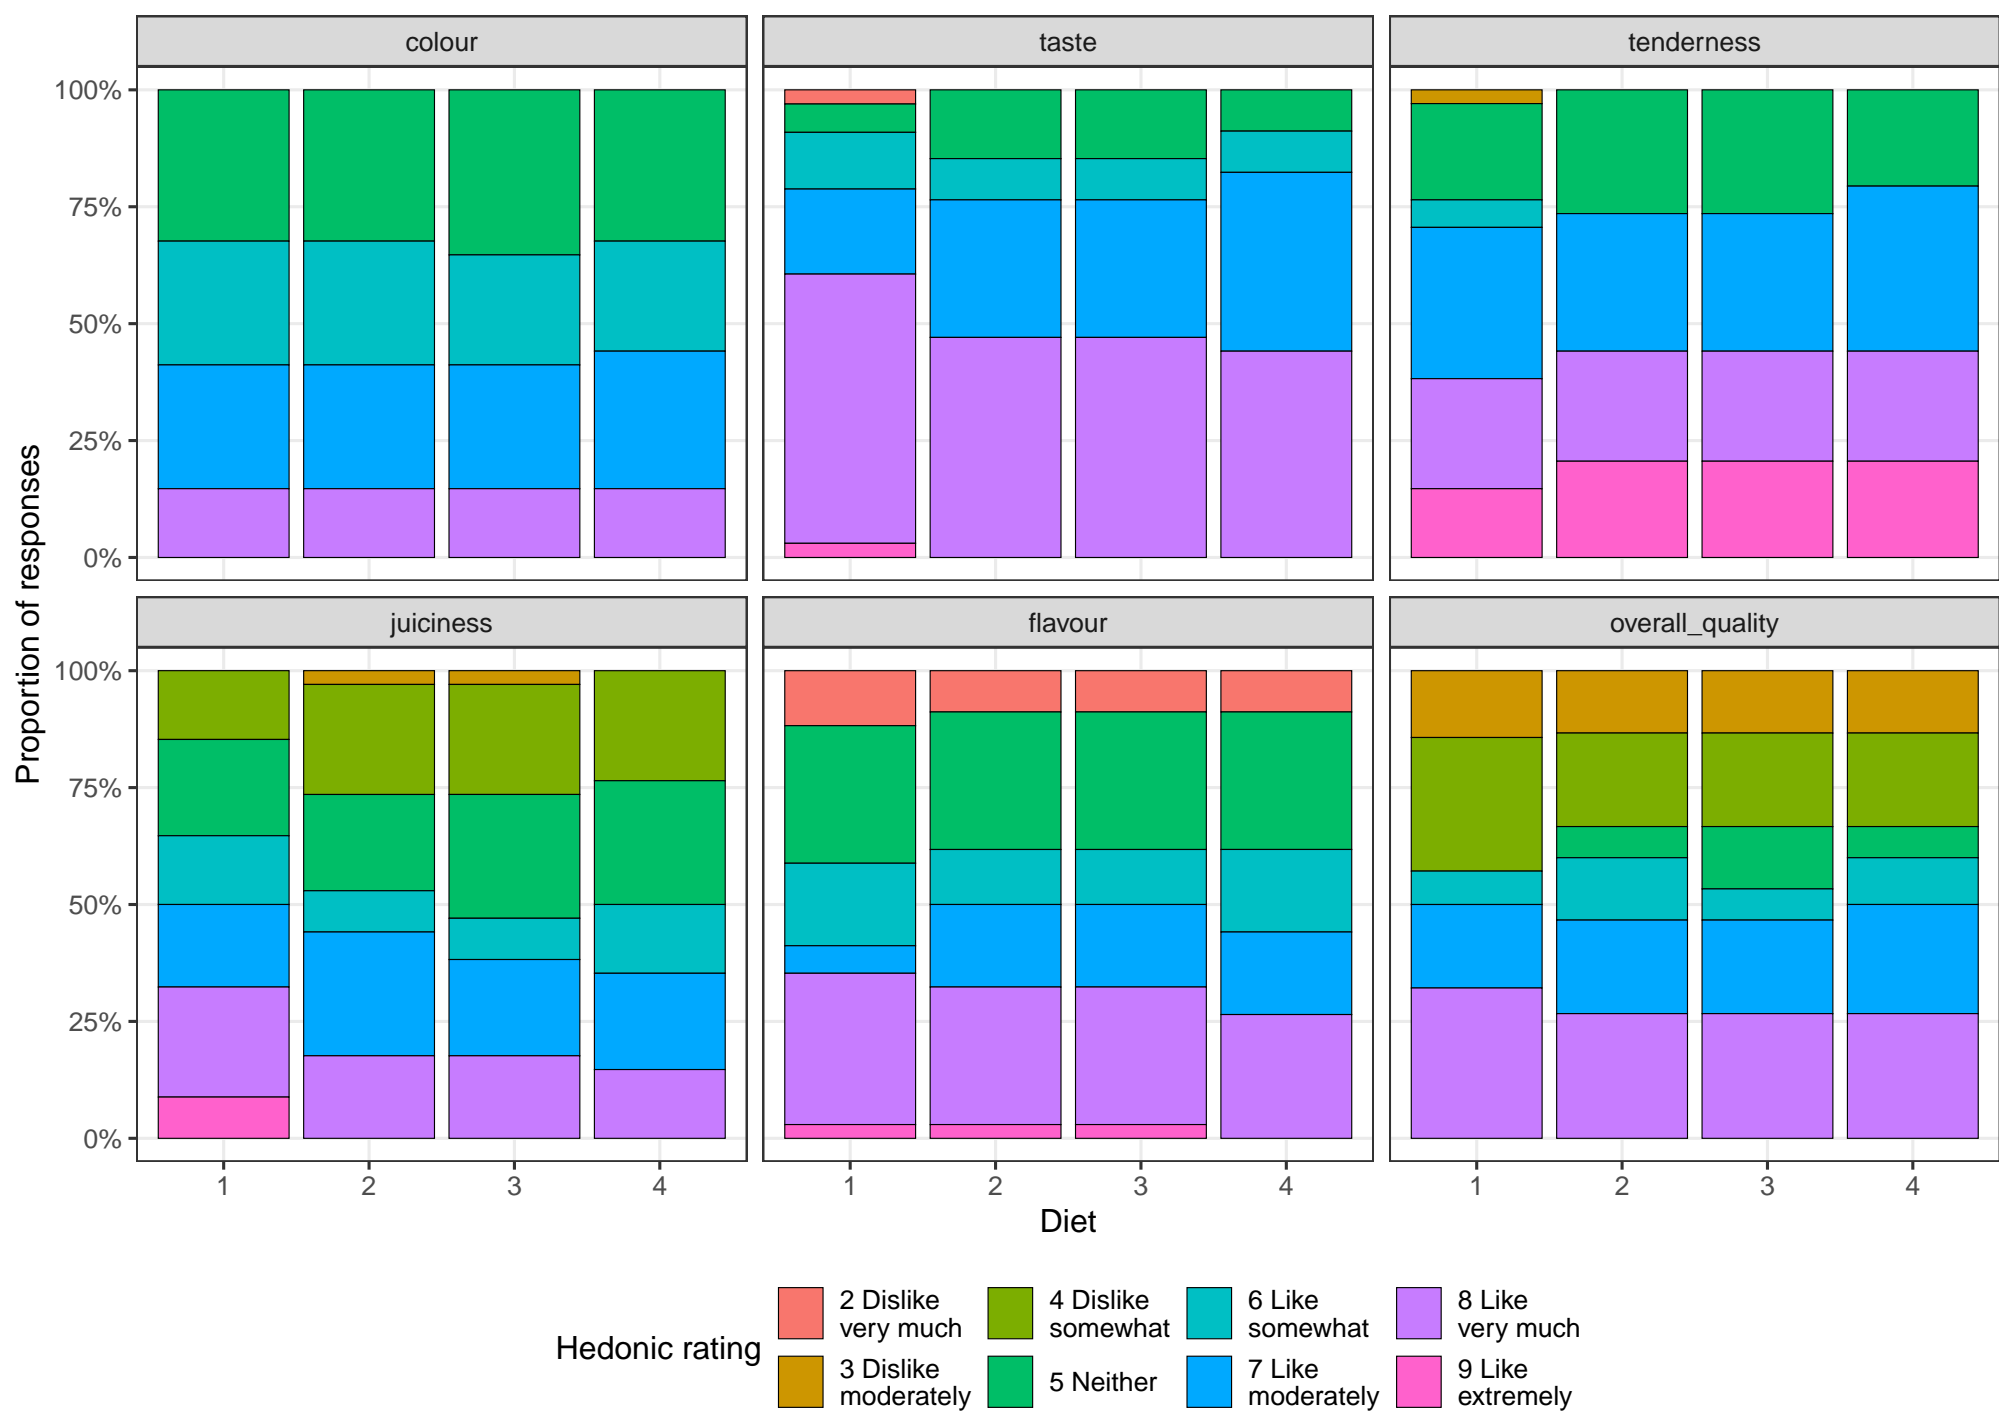 colour
taste
tenderness
100%
75%
50%
25%
0%
juiciness
flavour
overall_quality
100%
75%
50%
25%
0%
Proportion of responses
1 2 3 4
1 2 3 4
1 2 3 4
Diet
Hedonic rating
2 Dislike
very much
3 Dislike
moderately
4 Dislike
somewhat
5 Neither
6 Like
somewhat
7 Like
moderately
8 Like
very much
9 Like
extremely